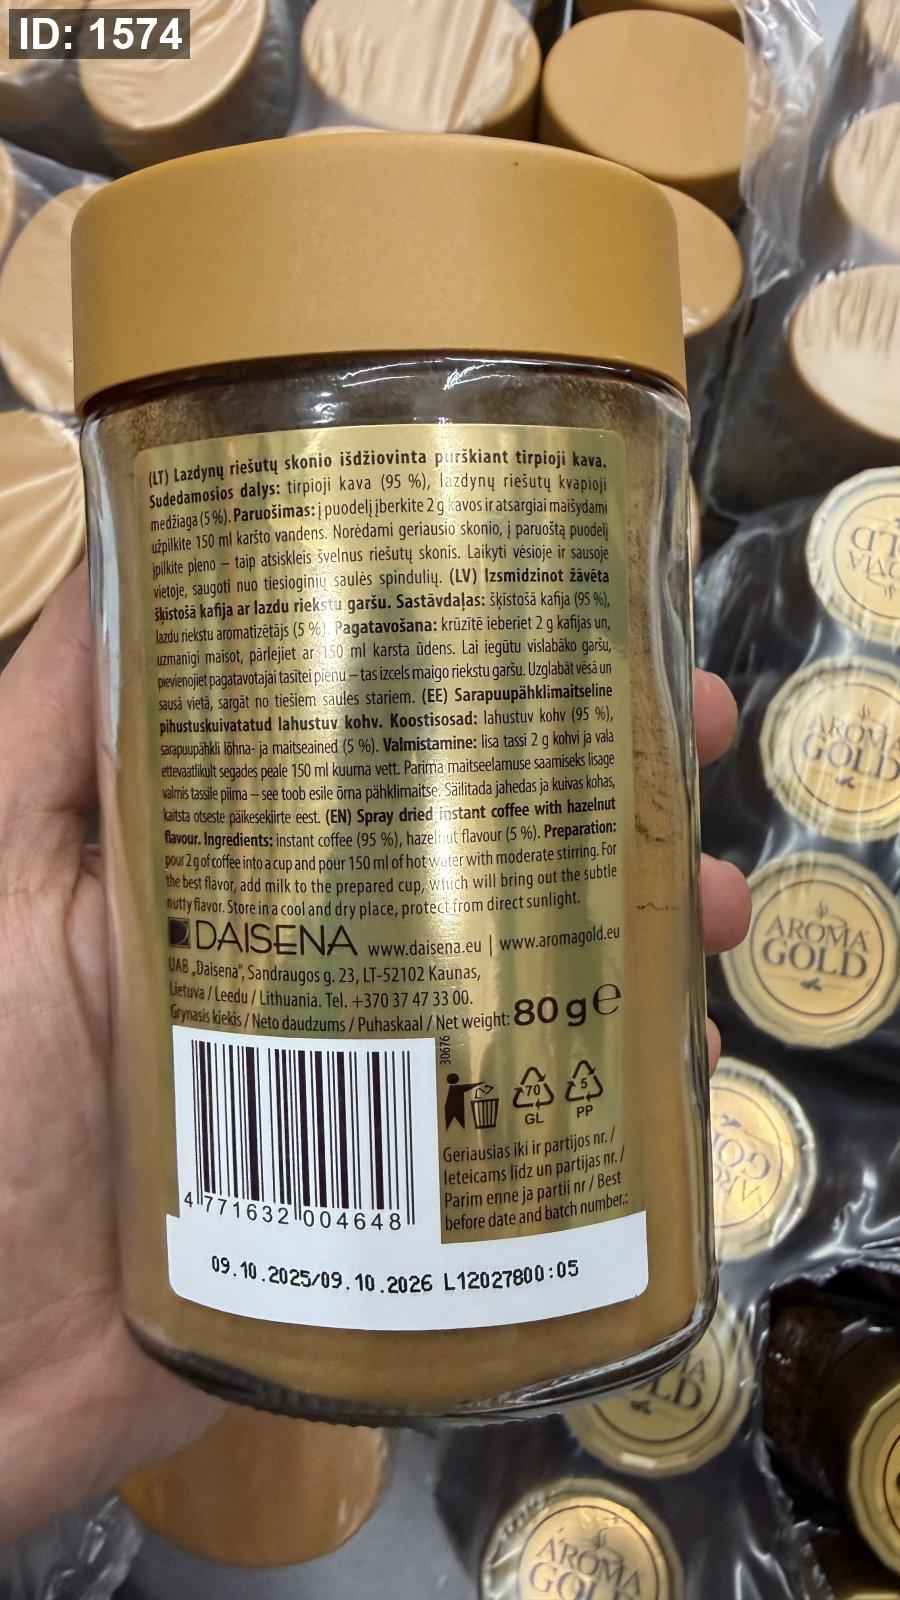 ID: 1574
(LT) Lazdynų riešutų skonio išdžiovinta purškiant tirpioji kava.
Sudedamosios dalys: tirpioji kava (95 %), lazdynų riešutų kvapioji
medžiaga (5 %). Paruošimas: į puodelį įberkite 2 g kavos ir atsargiai maišydami
užpilkite 150 ml karšto vandens. Norėdami geriausio skonio, į paruoštą puodelį
įpilkite pieno – taip atsiskleis švelnus riešutų skonis. Laikyti vėsioje ir sausoje
vietoje, saugoti nuo tiesioginių saulės spindulių. (LV) Izsmidzinot žāvēta
šķīstošā kafija ar lazdu riekstu garšu. Sastāvdaļas: šķīstošā kafija (95 %),
lazdu riekstu aromatizētājs (5 %). Pagatavošana: krūzītē ieberiet 2 g kafijas un,
uzmanīgi maisot, pārlejiet ar 150 ml karsta ūdens. Lai iegūtu vislabāko garšu,
pievienojiet pagatavotajai tasītei pienu – tas izcels maigo riekstu garšu. Uzglabāt vēsā un
sausā vietā, sargāt no tiešiem saules stariem. (EE) Sarapuupähklimaitseline
pihustuskuivatatud lahustuv kohv. Koostisosad: lahustuv kohv (95 %),
sarapuupähkli lõhna- ja maitseained (5 %). Valmistamine: lisa tassi 2 g kohvi ja vala
ettevaatlikult segades peale 150 ml kuuma vett. Parima maitseelamuse saamiseks lisage
valmis tassile piima – see toob esile õrna pähklimaitse. Säilitada jahedas ja kuivas kohas,
kaitsta otseste päikesekiirte eest. (EN) Spray dried instant coffee with hazelnut
flavour. Ingredients: instant coffee (95 %), hazelnut flavour (5 %). Preparation:
pour 2 g of coffee into a cup and pour 150 ml of hot water with moderate stirring. For
the best flavor, add milk to the prepared cup, which will bring out the subtle
nutty flavor. Store in a cool and dry place, protect from direct sunlight.
DAISENA www.daisena.eu | www.aromagold.eu
UAB „Daisena“, Sandraugos g. 23, LT-52102 Kaunas,
Lietuva / Leedu / Lithuania. Tel. +370 37 47 33 00.
Grynasis kiekis / Neto daudzums / Puhaskaal / Net weight: 80 g ℮
30676
70
GL
5
PP
4 771632 004648
Geriausias iki ir partijos nr. /
Ieteicams līdz un partijas nr. /
Parim enne ja partii nr / Best
before date and batch number.:
09.10.2025/09.10.2026 L12027800:05
AROMA
GOLD
AROMA
GOLD
AROMA
GOLD
AROMA
GOLD
AROMA